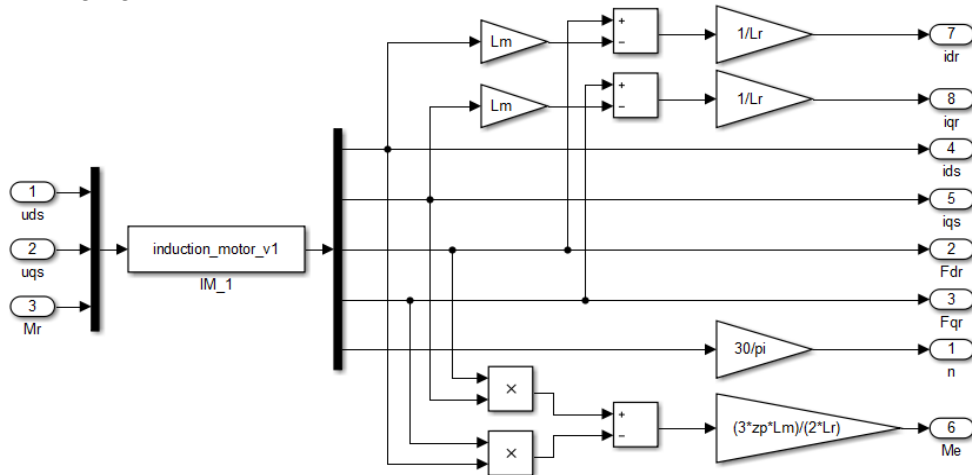 Lm
+
−
1/Lr
7
idr
Lm
+
−
1/Lr
8
iqr
4
ids
1
uds
5
iqs
2
uqs
induction_motor_v1
IM_1
2
Fdr
3
Mr
3
Fqr
30/pi
1
n
×
+
−
(3*zp*Lm)/(2*Lr)
6
Me
×